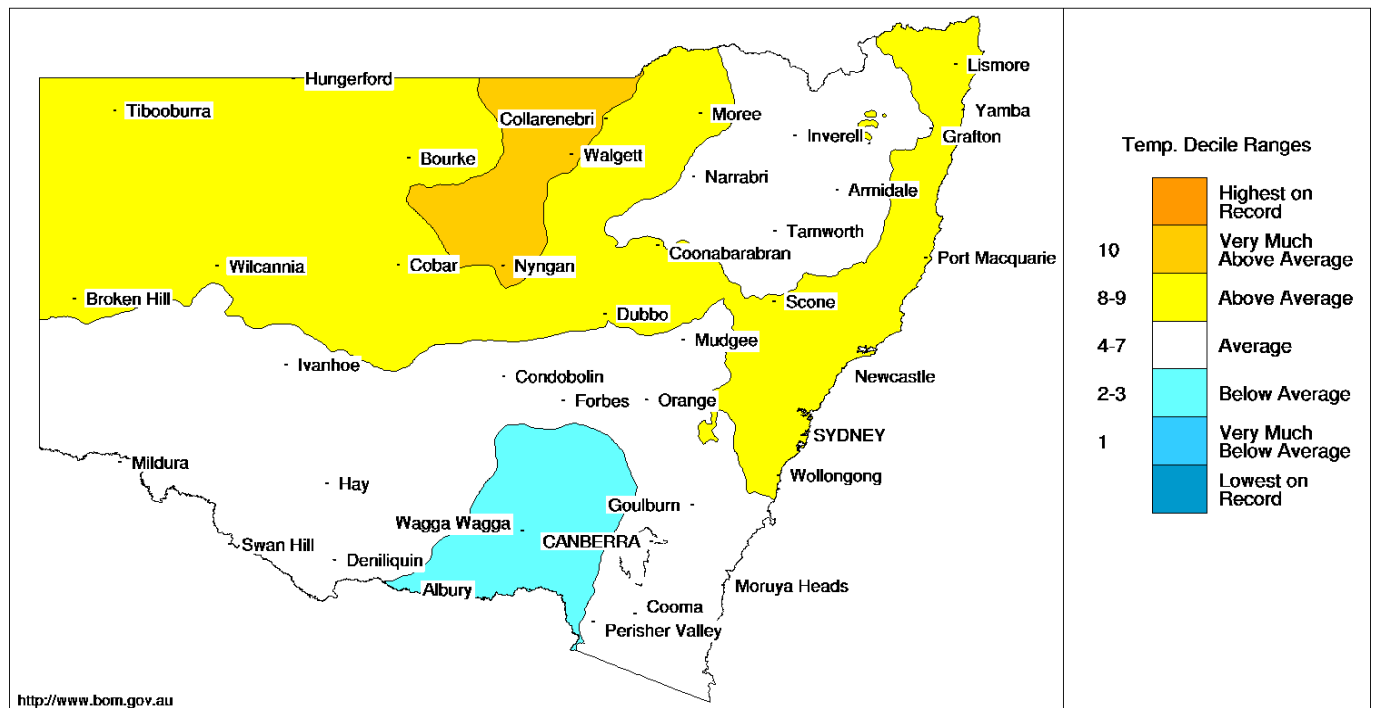 Hungerford
Tibooburra
Collarenebri
Bourke
Walgett
Moree
Inverell
Narrabri
Armidale
Tamworth
Coonabarabran
Lismore
Yamba
Grafton
Port Macquarie
Wilcannia
Cobar
Nyngan
Broken Hill
Dubbo
Scone
Mudgee
Ivanhoe
Condobolin
Newcastle
Forbes
Orange
SYDNEY
Mildura
Wollongong
Hay
Goulburn
Wagga Wagga
CANBERRA
Swan Hill
Deniliquin
Albury
Moruya Heads
Cooma
Perisher Valley
http://www.bom.gov.au
Temp. Decile Ranges
Highest on
Record
10
Very Much
Above Average
8-9
Above Average
4-7
Average
2-3
Below Average
1
Very Much
Below Average
Lowest on
Record